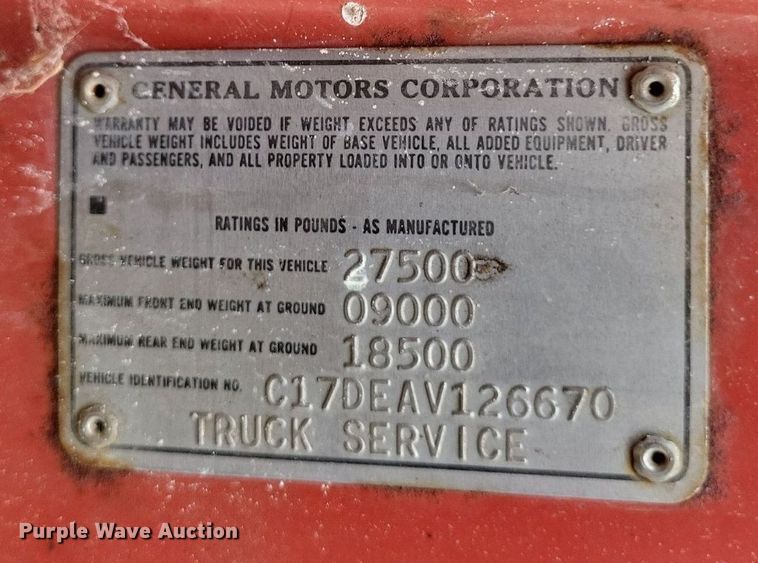 GENERAL MOTORS CORPORATION
WARRANTY MAY BE VOIDED IF WEIGHT EXCEEDS ANY OF RATINGS SHOWN. GROSS
VEHICLE WEIGHT INCLUDES WEIGHT OF BASE VEHICLE, ALL ADDED EQUIPMENT, DRIVER
AND PASSENGERS, AND ALL PROPERTY LOADED INTO OR ONTO VEHICLE.
RATINGS IN POUNDS - AS MANUFACTURED
GROSS VEHICLE WEIGHT FOR THIS VEHICLE 27500
MAXIMUM FRONT END WEIGHT AT GROUND 09000
MAXIMUM REAR END WEIGHT AT GROUND 18500
VEHICLE IDENTIFICATION NO. C17DEAV126670
TRUCK SERVICE
Purple Wave Auction